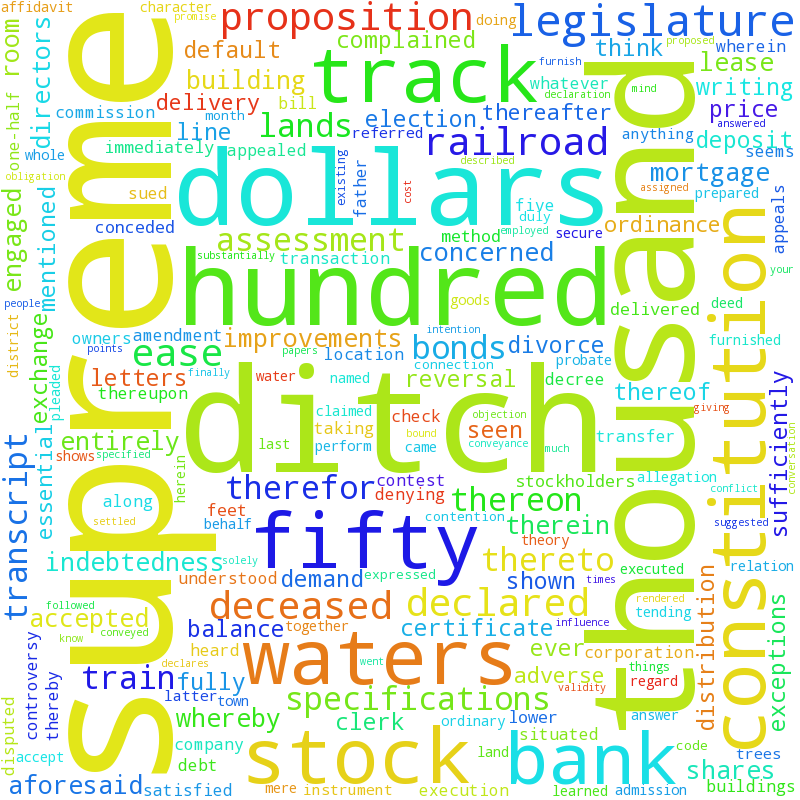 affidavit
character
promise
proposition
doing
legislature
room
directors
default
complained
track
think
proposed
wherein
lease
one-half
building
furnish
whatever
declaration
mind
writing
delivery
bill
election
thereafter
price
answered
commission
month
line
lands
referred
railroad
anything
deposit
whole
immediately
appealed
described
seems
obligation
supreme
dollars
existing
father
cost
thousand
mortgage
assigned
prepared
engaged
mentioned
sued
five
duly
employed
secure
ordinance
appeals
your
conceded
assessment
method
concerned
substantially
transaction
hundred
constitution
people
district
exchange
goods
delivered
deed
furnished
owners
amendment
improvements
intention
bonds
divorce
points
ease
location
connection
probate
pleaded
letters
finally
papers
water
named
reversal
decree
thereof
thereupon
ditch
claimed
check
objection
giving
transcript
essential
entirely
last
taking
perform
bound
came
seen
conveyance
much
transfer
sufficiently
conversation
shows
specified
herein
therefor
contest
denying
stockholders
allegation
conflict
along
feet
thereon
suggested
settled
behalf
fifty
contention
therein
theory
relation
indebtedness
solely
thereto
understood
demand
expressed
shown
times
executed
rendered
followed
accepted
deceased
declared
tending
distribution
exceptions
know
conveyed
balance
together
certificate
influence
controversy
thereby
declares
heard
waters
ever
corporation
things
went
adverse
validity
regard
train
fully
latter
town
specifications
whereby
clerk
ordinary
lower
answer
disputed
company
stock
situated
land
bank
code
trees
accept
debt
shares
aforesaid
satisfied
mere
instrument
execution
learned
admission
buildings